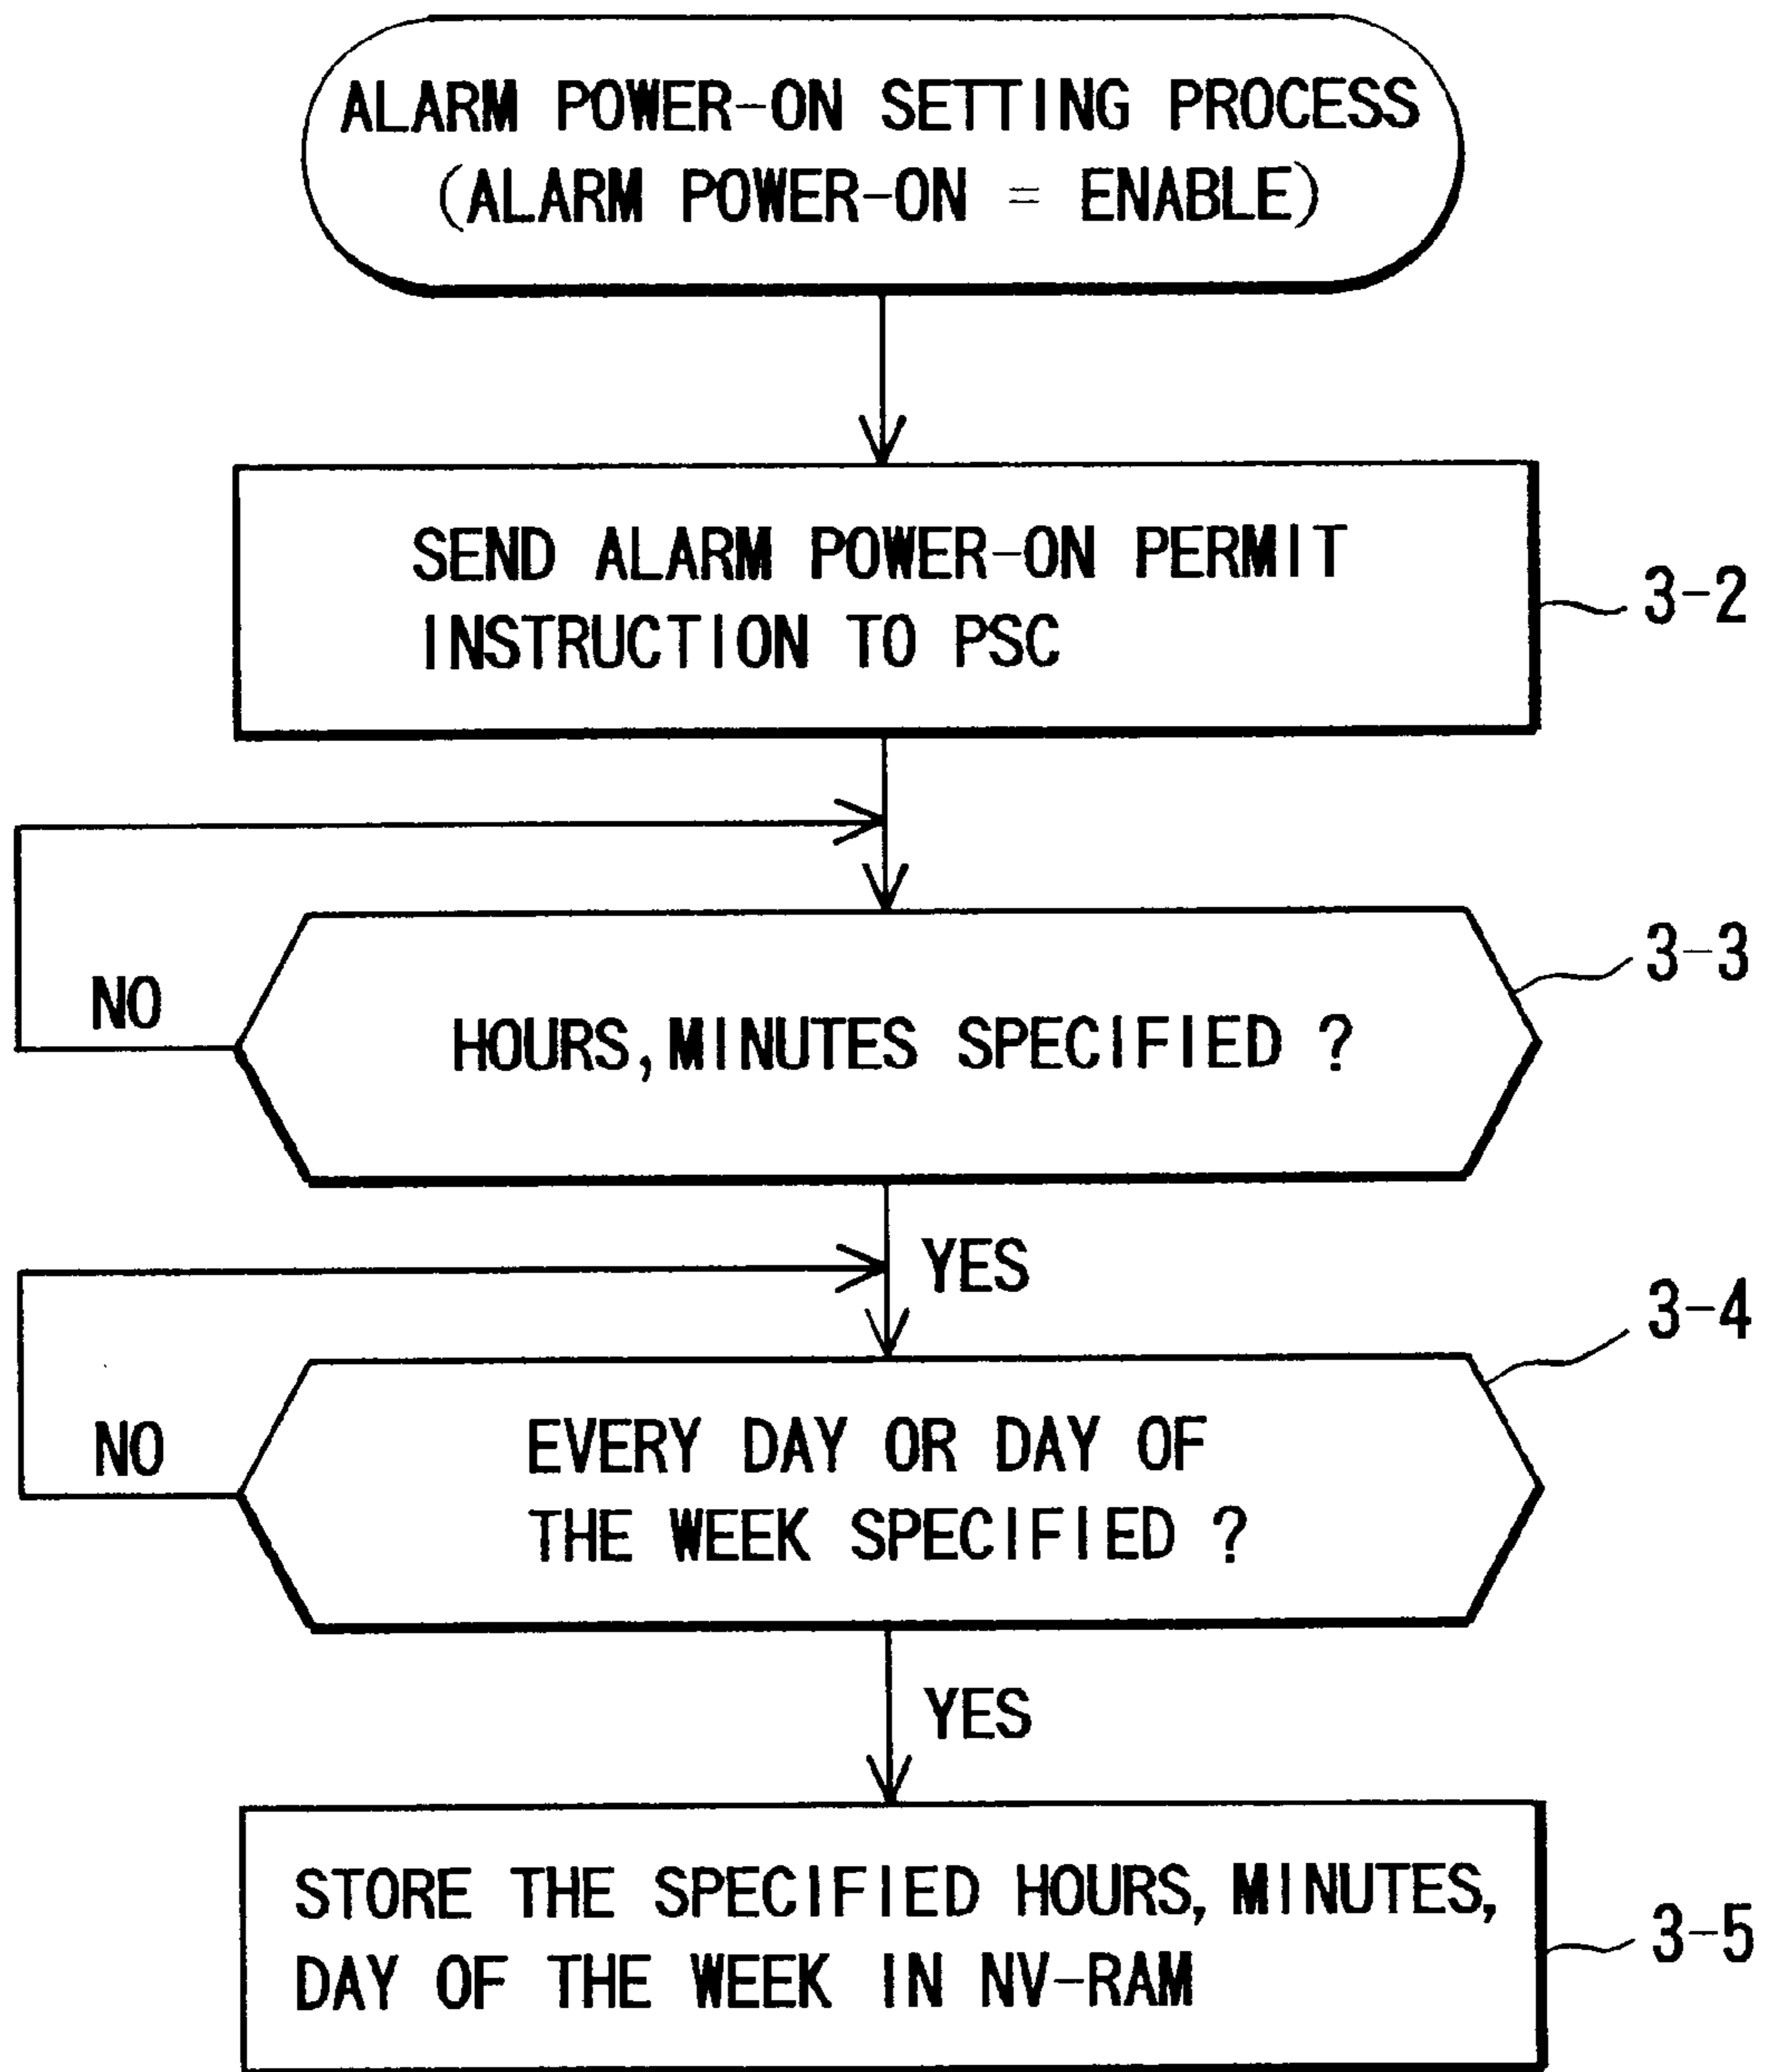 ALARM POWER-ON SETTING PROCESS
(ALARM POWER-ON = ENABLE)
SEND ALARM POWER-ON PERMIT
INSTRUCTION TO PSC
3-2
HOURS, MINUTES SPECIFIED ?
3-3
NO
YES
EVERY DAY OR DAY OF
THE WEEK SPECIFIED ?
3-4
NO
YES
STORE THE SPECIFIED HOURS, MINUTES,
DAY OF THE WEEK IN NV-RAM
3-5